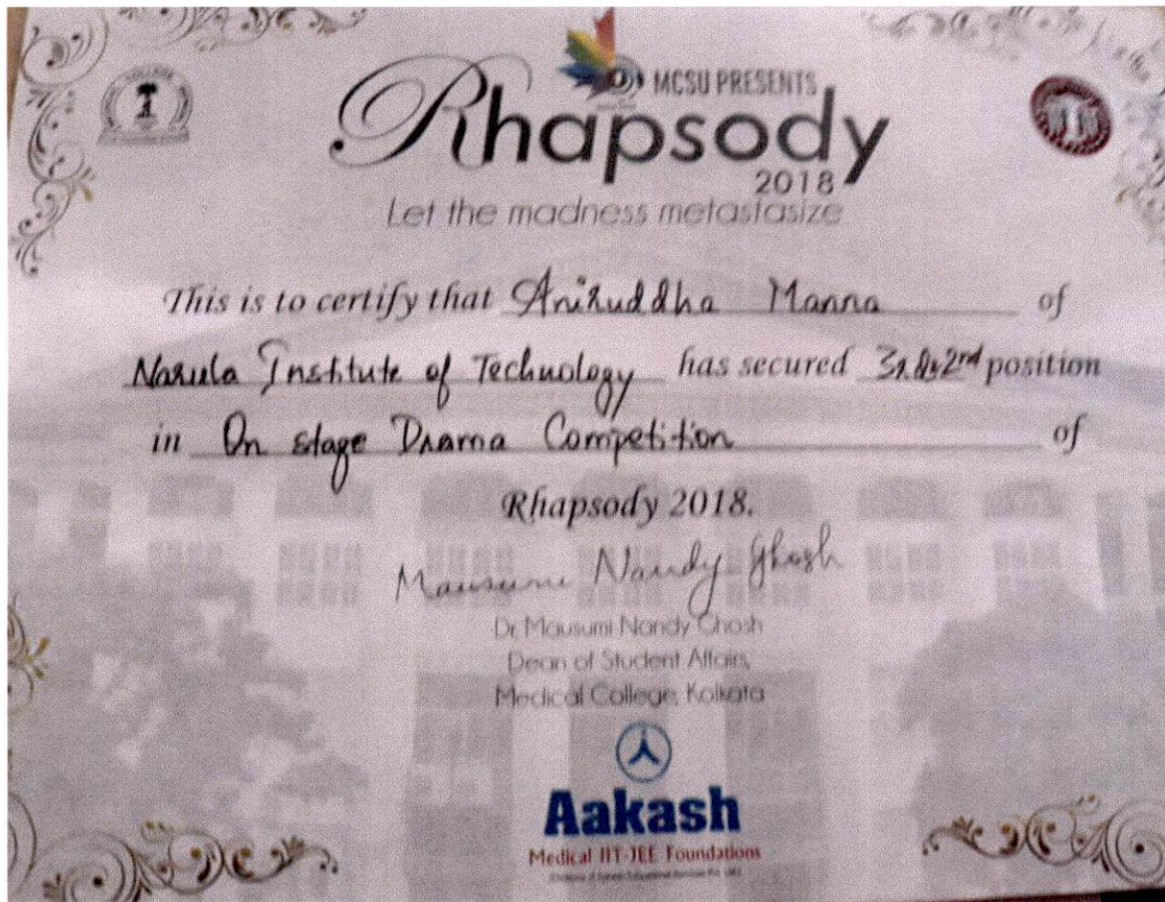 MCSU PRESENTS
Rhapsody
2018
Let the madness metastasize
This is to certify that Aniruddha Manna of
Narula Institute of Technology has secured 2nd position
in On stage Drama Competition of
Rhapsody 2018.
Mausumi Nandy Ghosh
Dr Mausumi Nandy Ghosh
Dean of Student Affairs,
Medical College, Kolkata
Aakash
Medical IIT-JEE Foundations